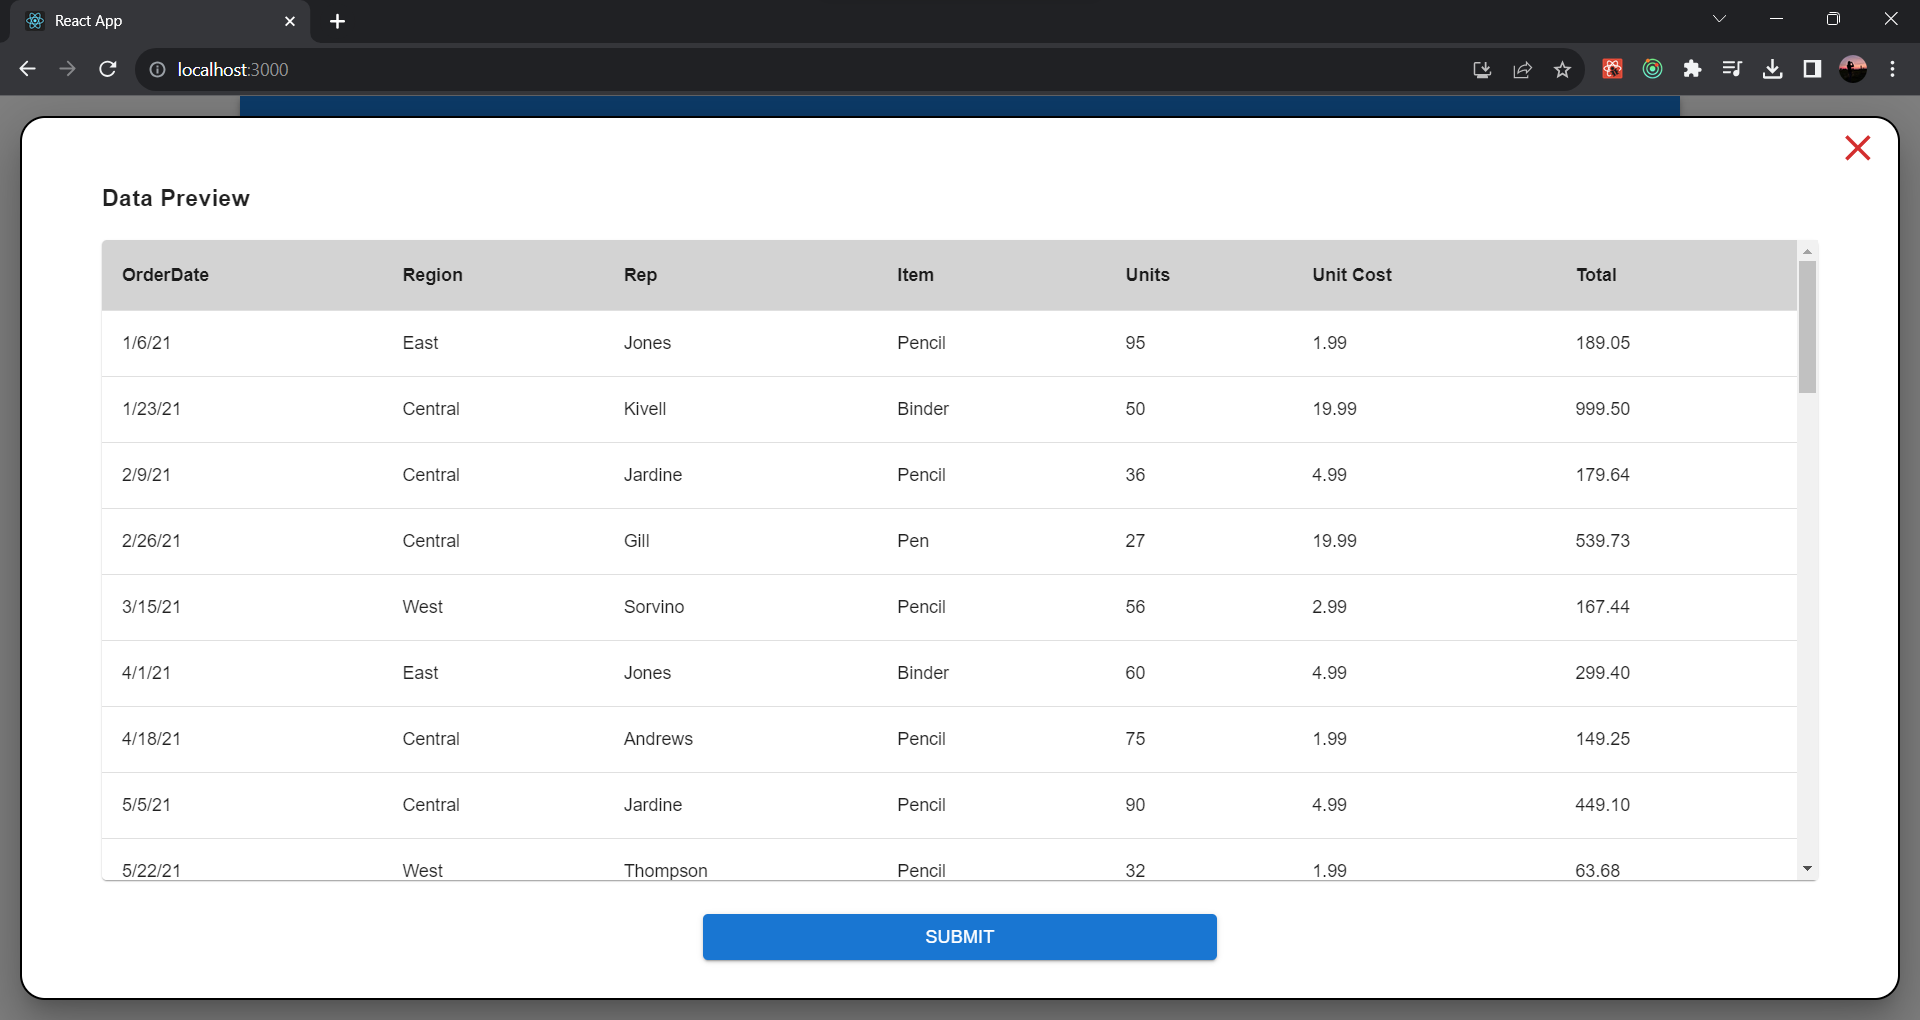 React App
localhost:3000
Data Preview
OrderDate Region Rep Item Units Unit Cost Total
1/6/21 East Jones Pencil 95 1.99 189.05
1/23/21 Central Kivell Binder 50 19.99 999.50
2/9/21 Central Jardine Pencil 36 4.99 179.64
2/26/21 Central Gill Pen 27 19.99 539.73
3/15/21 West Sorvino Pencil 56 2.99 167.44
4/1/21 East Jones Binder 60 4.99 299.40
4/18/21 Central Andrews Pencil 75 1.99 149.25
5/5/21 Central Jardine Pencil 90 4.99 449.10
5/22/21 West Thompson Pencil 32 1.99 63.68
SUBMIT